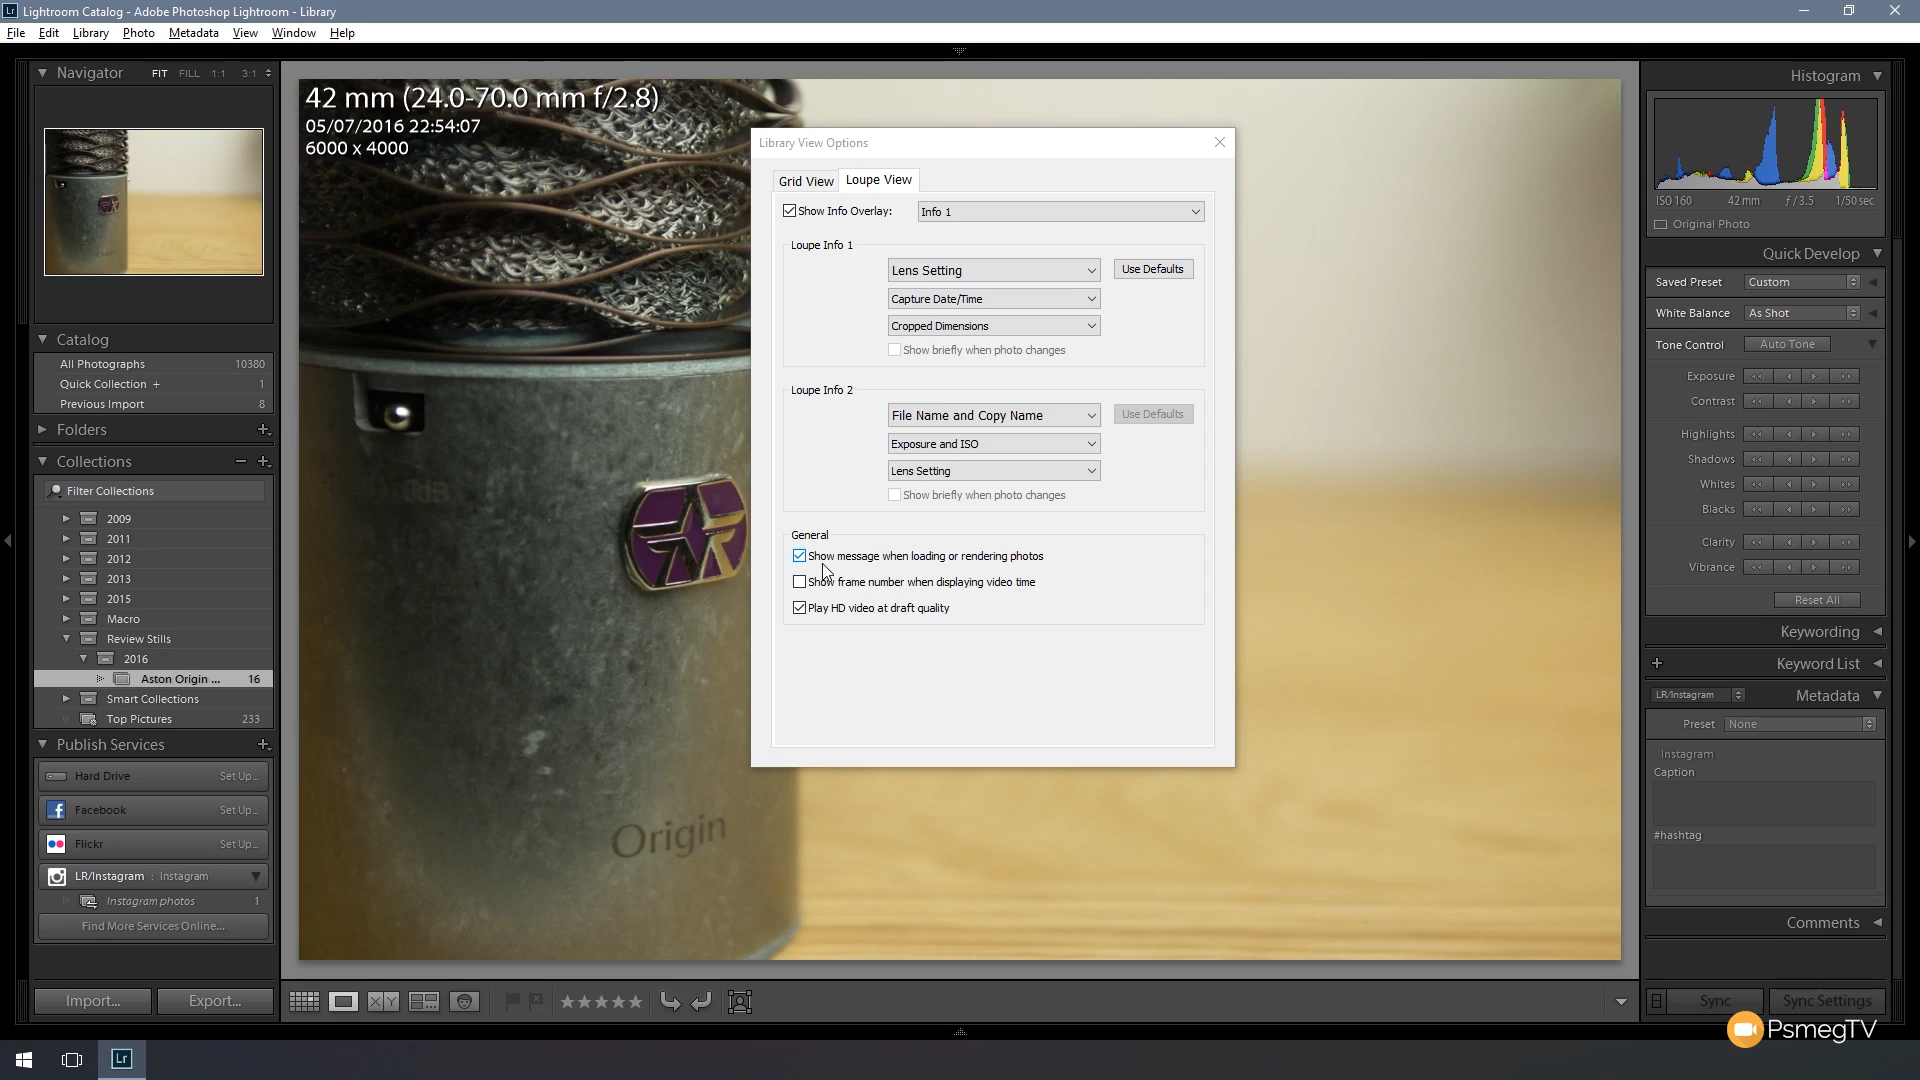 Lr Lightroom Catalog - Adobe Photoshop Lightroom - Library
File Edit Library Photo Metadata View Window Help
Navigator FIT FILL 1:1 3:1
Catalog
All Photographs 10380
Quick Collection + 1
Previous Import 8
Folders
Collections
Filter Collections
2009
2011
2012
2013
2015
Macro
Review Stills
2016
Aston Origin ... 16
Smart Collections
Top Pictures 233
Publish Services
Hard Drive Set Up...
Facebook Set Up...
Flickr Set Up...
LR/Instagram : Instagram
Instagram photos 1
Find More Services Online...
Import... Export...
42 mm (24.0-70.0 mm f/2.8)
05/07/2016 22:54:07
6000 x 4000
Origin
Library View Options
Grid View Loupe View
Show Info Overlay: Info 1
Loupe Info 1
Lens Setting Use Defaults
Capture Date/Time
Cropped Dimensions
Show briefly when photo changes
Loupe Info 2
File Name and Copy Name Use Defaults
Exposure and ISO
Lens Setting
Show briefly when photo changes
General
Show message when loading or rendering photos
Show frame number when displaying video time
Play HD video at draft quality
Histogram
ISO 160 42 mm f / 3.5 1/50 sec
Original Photo
Quick Develop
Saved Preset Custom
White Balance As Shot
Tone Control Auto Tone
Exposure
Contrast
Highlights
Shadows
Whites
Blacks
Clarity
Vibrance
Reset All
Keywording
Keyword List
LR/Instagram Metadata
Preset None
Instagram
Caption
#hashtag
Comments
Sync Sync Settings
X Y
PsmegTV
Lr